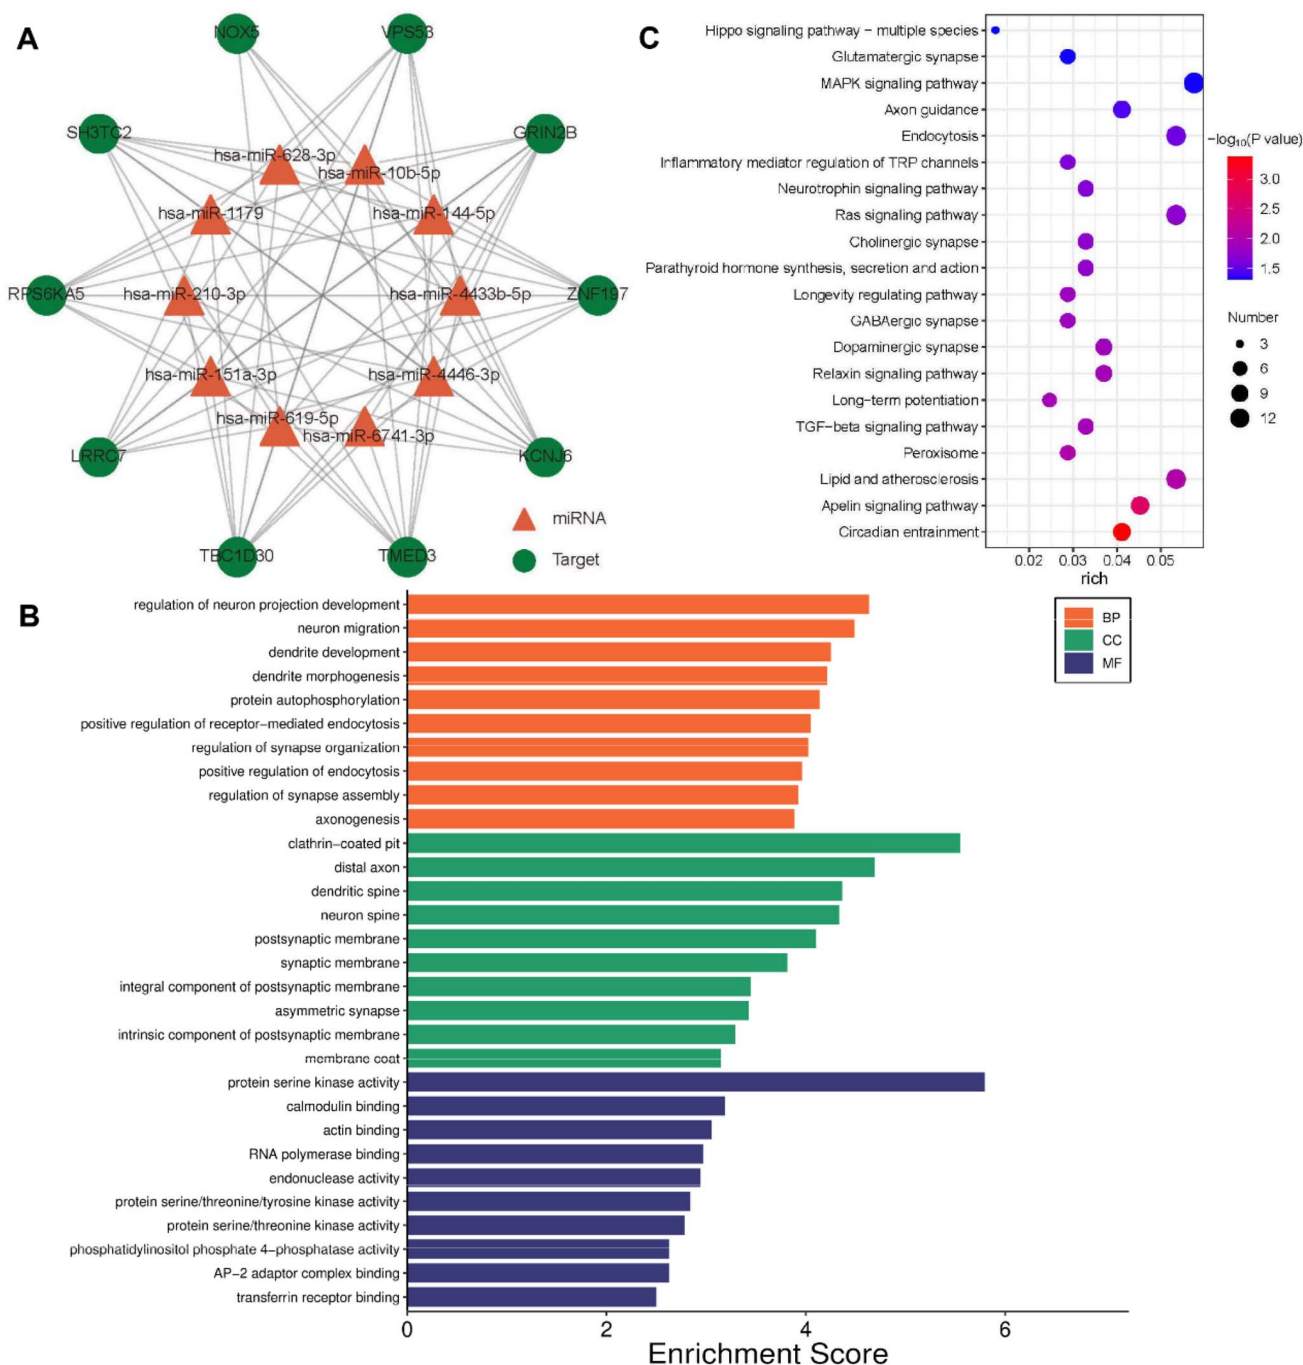 A
NOX5
VPS53
SH3TC2
GRIN2B
hsa-miR-628-3p
hsa-miR-10b-5p
hsa-miR-1179
hsa-miR-144-5p
RPS6KA5
hsa-miR-210-3p
hsa-miR-4433b-5p
ZNF197
hsa-miR-151a-3p
hsa-miR-4446-3p
hsa-miR-619-5p
hsa-miR-6741-3p
LRRC7
KCNJ6
TBC1D30
TMED3
miRNA
Target
C
Hippo signaling pathway − multiple species
Glutamatergic synapse
MAPK signaling pathway
Axon guidance
Endocytosis
Inflammatory mediator regulation of TRP channels
Neurotrophin signaling pathway
Ras signaling pathway
Cholinergic synapse
Parathyroid hormone synthesis, secretion and action
Longevity regulating pathway
GABAergic synapse
Dopaminergic synapse
Relaxin signaling pathway
Long−term potentiation
TGF−beta signaling pathway
Peroxisome
Lipid and atherosclerosis
Apelin signaling pathway
Circadian entrainment
0.02 0.03 0.04 0.05
rich
−log₁₀(P value)
3.0
2.5
2.0
1.5
Number
3
6
9
12
B
regulation of neuron projection development
neuron migration
dendrite development
dendrite morphogenesis
protein autophosphorylation
positive regulation of receptor−mediated endocytosis
regulation of synapse organization
positive regulation of endocytosis
regulation of synapse assembly
axonogenesis
clathrin−coated pit
distal axon
dendritic spine
neuron spine
postsynaptic membrane
synaptic membrane
integral component of postsynaptic membrane
asymmetric synapse
intrinsic component of postsynaptic membrane
membrane coat
protein serine kinase activity
calmodulin binding
actin binding
RNA polymerase binding
endonuclease activity
protein serine/threonine/tyrosine kinase activity
protein serine/threonine kinase activity
phosphatidylinositol phosphate 4−phosphatase activity
AP−2 adaptor complex binding
transferrin receptor binding
0 2 4 6
Enrichment Score
BP
CC
MF